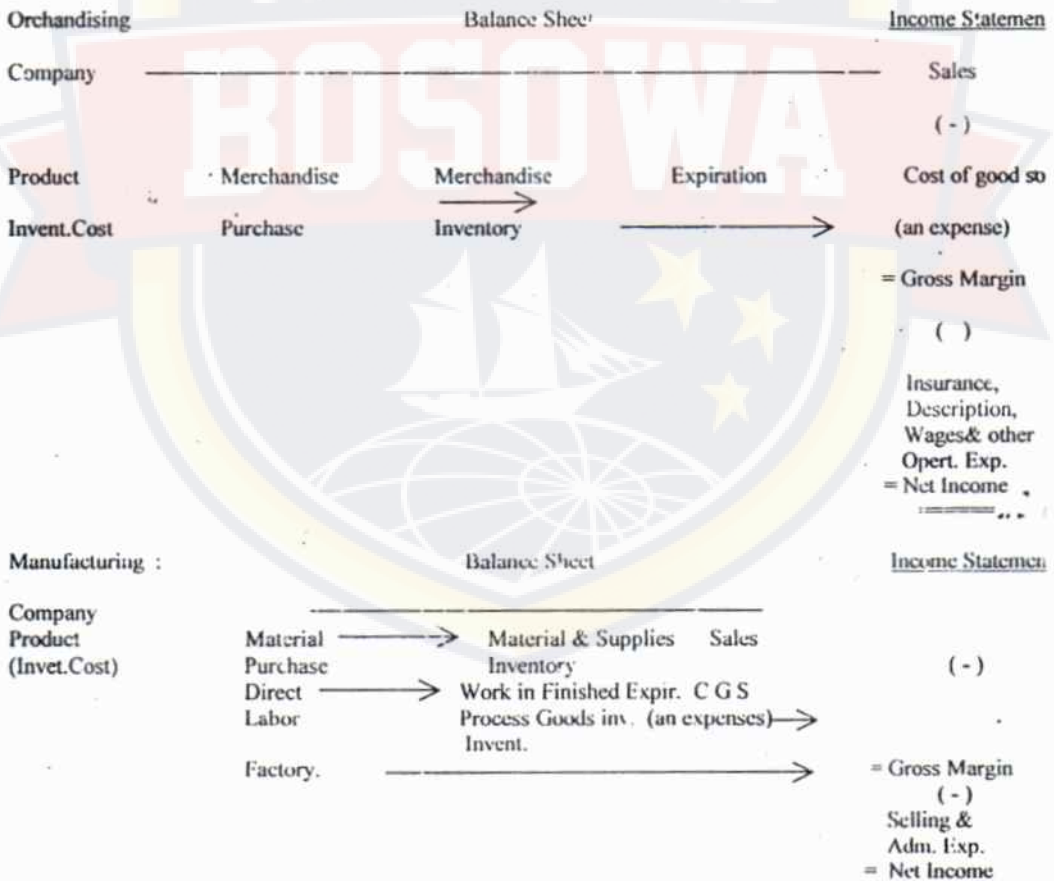 BOSOWA
Orchandising Balance Sheet Income Statemen
Company Sales
( - )
Product Merchandise Merchandise Expiration Cost of good so
Invent.Cost Purchase Inventory (an expense)
= Gross Margin
( )
Insurance,
Description,
Wages& other
Opert. Exp.
= Net Income
Manufacturing : Balance Sheet Income Statemen
Company
Product Material Material & Supplies Sales
(Invet.Cost) Purchase Inventory ( - )
Direct Work in Finished Expir. C G S
Labor Process Goods inv. (an expenses)
Invent.
Factory. = Gross Margin
( - )
Selling &
Adm. Exp.
= Net Income